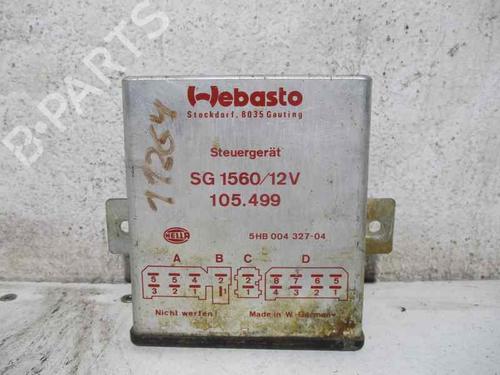 B-PARTS
Webasto
Stockdorf, 8035 Gauting
11264
Steuergerät
SG 1560/12V
105.499
HELLA
5HB 004 327-04
A B C D
6 5 4 2 2 8 7 6 5
3 2 1 1 1 4 3 2 1
Nicht werfen!
Made in W.-Germany